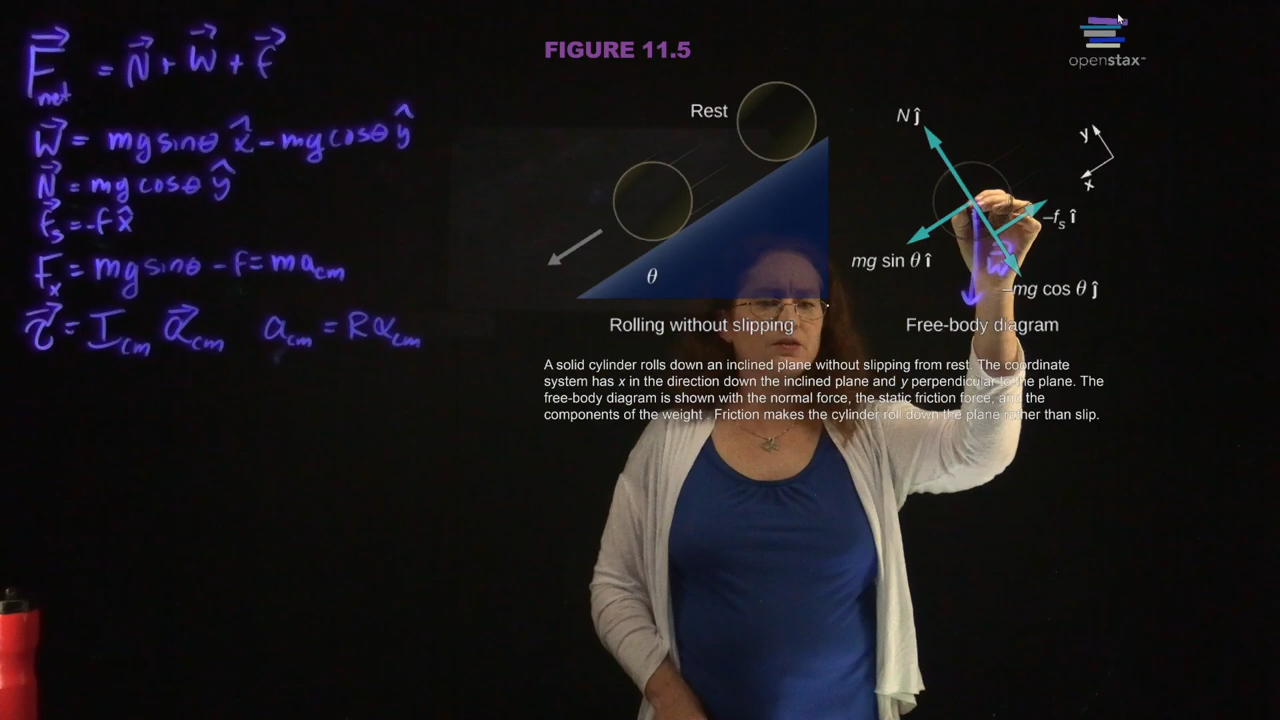 F⃗net = N⃗ + W⃗ + f⃗
W⃗ = mg sinθ x̂ - mg cosθ ŷ
N⃗ = mg cosθ ŷ
f⃗s = -f x̂
Fx = mg sinθ - f = macm
τ⃗ = Icm α⃗cm acm = Rαcm
FIGURE 11.5
openstax™
Rest
θ
Rolling without slipping
N ĵ
y
x
–fs î
mg sin θ î
W⃗
–mg cos θ ĵ
Free-body diagram
A solid cylinder rolls down an inclined plane without slipping from rest. The coordinate
system has x in the direction down the inclined plane and y perpendicular to the plane. The
free-body diagram is shown with the normal force, the static friction force, and the
components of the weight . Friction makes the cylinder roll down the plane rather than slip.